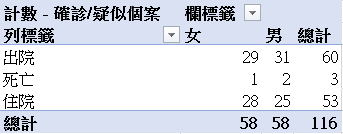 計數 - 確診/疑似個案 欄標籤
列標籤 女 男 總計
出院 29 31 60
死亡 1 2 3
住院 28 25 53
總計 58 58 116